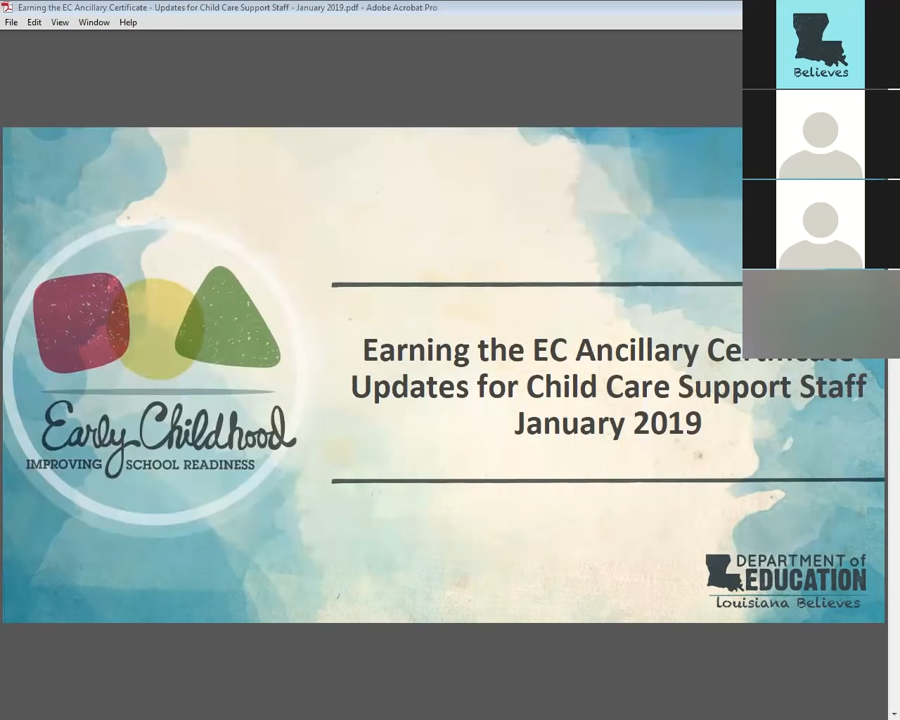 Earning the EC Ancillary Certificate - Updates for Child Care Support Staff - January 2019.pdf - Adobe Acrobat Pro
File Edit View Window Help
Believes
Earning the EC Ancillary Certificate
Updates for Child Care Support Staff
January 2019
Early Childhood
IMPROVING SCHOOL READINESS
DEPARTMENT of
EDUCATION
Louisiana Believes